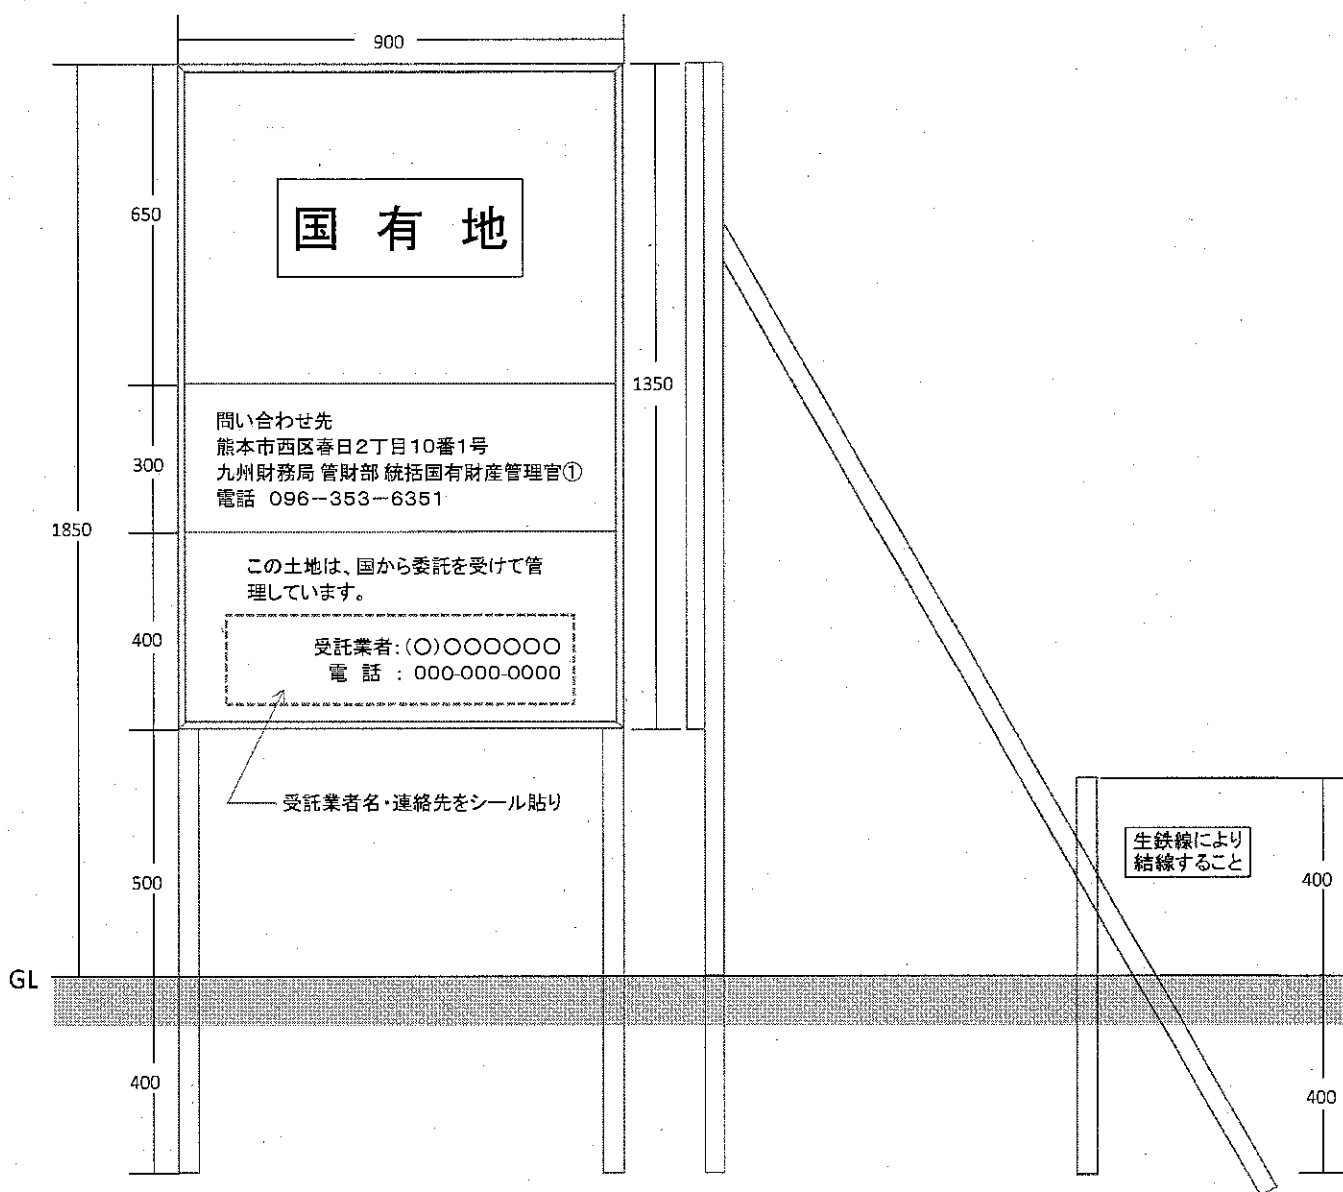 900
650
国 有 地
1350
問い合わせ先
熊本市西区春日2丁目10番1号
九州財務局 管財部 統括国有財産管理官①
電話 096-353-6351
300
1850
この土地は、国から委託を受けて管
理しています。
400
受託業者:(○)○○○○○○
電 話 : 000-000-0000
受託業者名・連絡先をシール貼り
生鉄線により
結線すること
400
500
GL
400
400